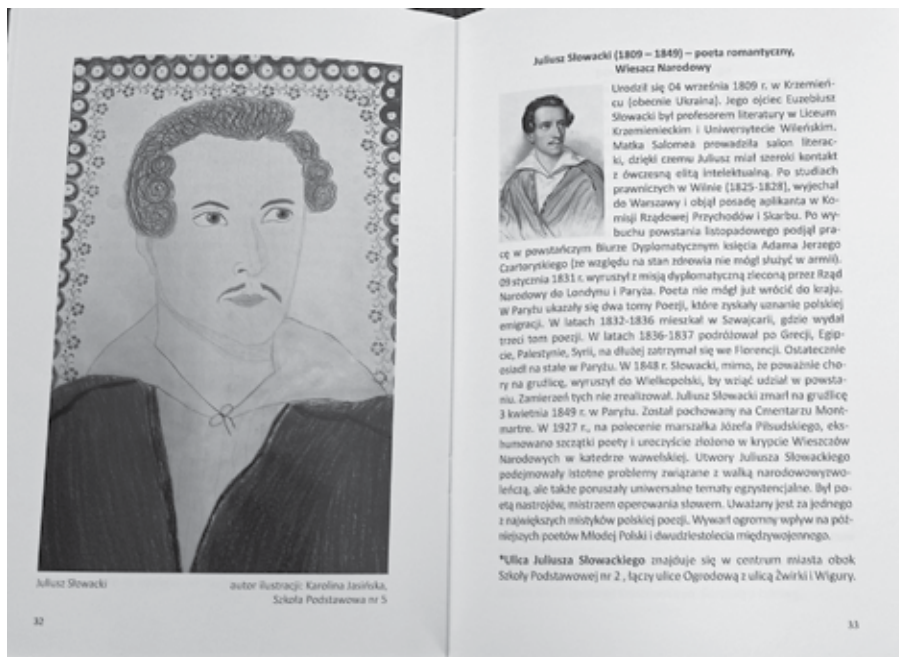 Juliusz Słowacki
autor ilustracji: Karolina Jasińska,
Szkoła Podstawowa nr 5
32
Juliusz Słowacki (1809 – 1849) – poeta romantyczny,
Wieszcz Narodowy
Urodził się 04 września 1809 r. w Krzemień-
cu (obecnie Ukraina). Jego ojciec Euzebiusz
Słowacki był profesorem literatury w Liceum
Krzemienieckim i Uniwersytecie Wileńskim.
Matka Salomea prowadziła salon literac-
ki, dzięki czemu Juliusz miał szeroki kontakt
z ówczesną elitą intelektualną. Po studiach
prawniczych w Wilnie (1825-1828), wyjechał
do Warszawy i objął posadę aplikanta w Ko-
misji Rządowej Przychodów i Skarbu. Po wy-
buchu powstania listopadowego podjął pra-
cę w powstańczym Biurze Dyplomatycznym księcia Adama Jerzego
Czartoryskiego (ze względu na stan zdrowia nie mógł służyć w armii).
09 stycznia 1831 r. wyruszył z misją dyplomatyczną zleconą przez Rząd
Narodowy do Londynu i Paryża. Poeta nie mógł już wrócić do kraju.
W Paryżu ukazały się dwa tomy Poezji, które zyskały uznanie polskiej
emigracji. W latach 1832-1836 mieszkał w Szwajcarii, gdzie wydał
trzeci tom poezji. W latach 1836-1837 podróżował po Grecji, Egip-
cie, Palestynie, Syrii, na dłużej zatrzymał się we Florencji. Ostatecznie
osiadł na stałe w Paryżu. W 1848 r. Słowacki, mimo, że poważnie cho-
ry na gruźlicę, wyruszył do Wielkopolski, by wziąć udział w powsta-
niu. Zamierzeń tych nie zrealizował. Juliusz Słowacki zmarł na gruźlicę
3 kwietnia 1849 r. w Paryżu. Został pochowany na Cmentarzu Mont-
martre. W 1927 r., na polecenie marszałka Józefa Piłsudskiego, eks-
humowano szczątki poety i uroczyście złożono w krypcie Wieszczów
Narodowych w katedrze wawelskiej. Utwory Juliusza Słowackiego
podejmowały istotne problemy związane z walką narodowowyzwo-
leńczą, ale także poruszały uniwersalne tematy egzystencjalne. Był po-
etą nastrojów, mistrzem operowania słowem. Uważany jest za jednego
z największych mistyków polskiej poezji. Wywarł ogromny wpływ na póź-
niejszych poetów Młodej Polski i dwudziestolecia międzywojennego.
*Ulica Juliusza Słowackiego znajduje się w centrum miasta obok
Szkoły Podstawowej nr 2 , łączy ulice Ogrodową z ulicą Żwirki i Wigury.
33